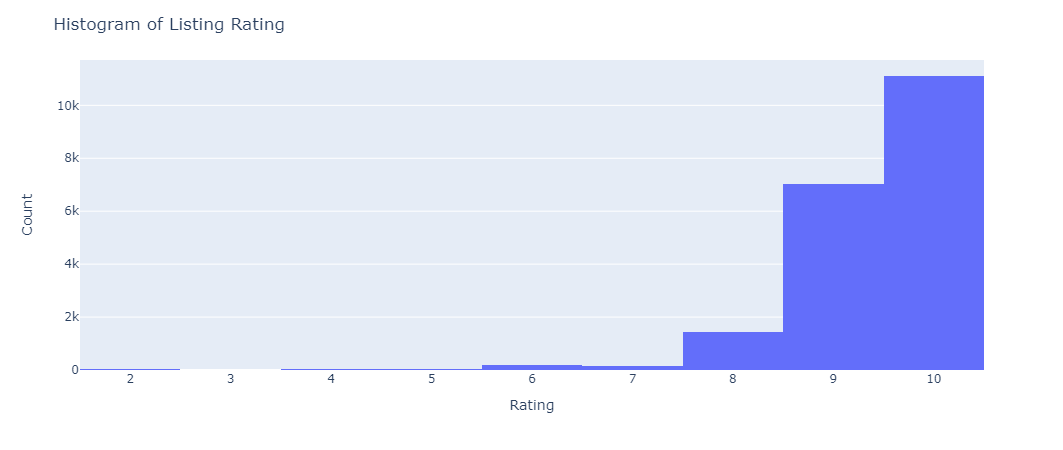 Histogram of Listing Rating
10k
8k
6k
4k
2k
0
Count
2 3 4 5 6 7 8 9 10
Rating